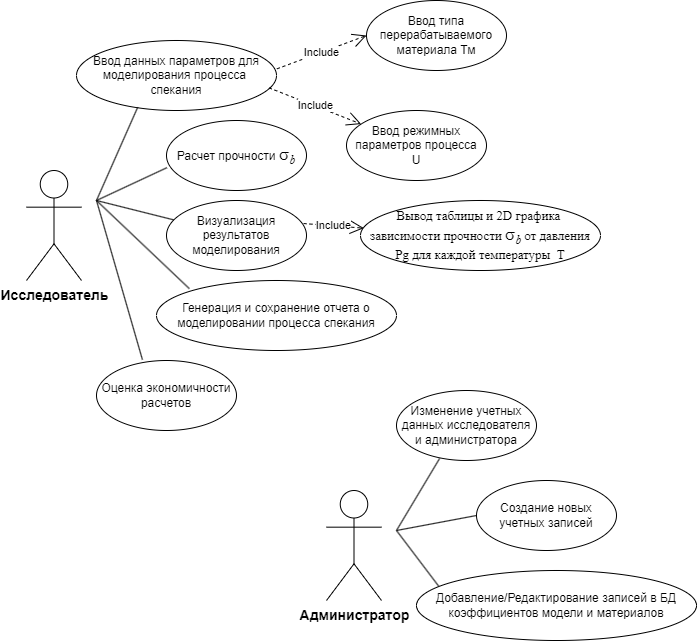 Ввод типа
перерабатываемого
материала Тм
Include
Ввод данных параметров для
моделирования процесса
спекания
Include
Ввод режимных
параметров процесса
U
Расчет прочности σb
Визуализация
результатов
моделирования
Include
Вывод таблицы и 2D графика
зависимости прочности σb от давления
Pg для каждой температуры T
Исследователь
Генерация и сохранение отчета о
моделировании процесса спекания
Оценка экономичности
расчетов
Изменение учетных
данных исследователя
и администратора
Создание новых
учетных записей
Администратор
Добавление/Редактирование записей в БД
коэффициентов модели и материалов